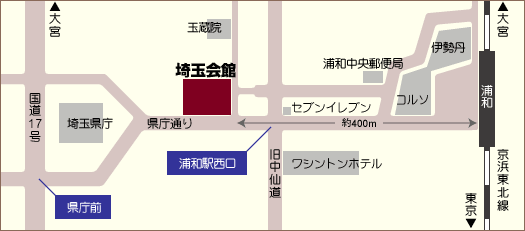 ▲大宮
玉蔵院
▲大宮
伊勢丹
浦和中央郵便局
埼玉会館
コルソ
浦和
国道17号
埼玉県庁
県庁通り
セブンイレブン
約400m
浦和駅西口
旧中仙道
ワシントンホテル
京浜東北線
県庁前
東京▼